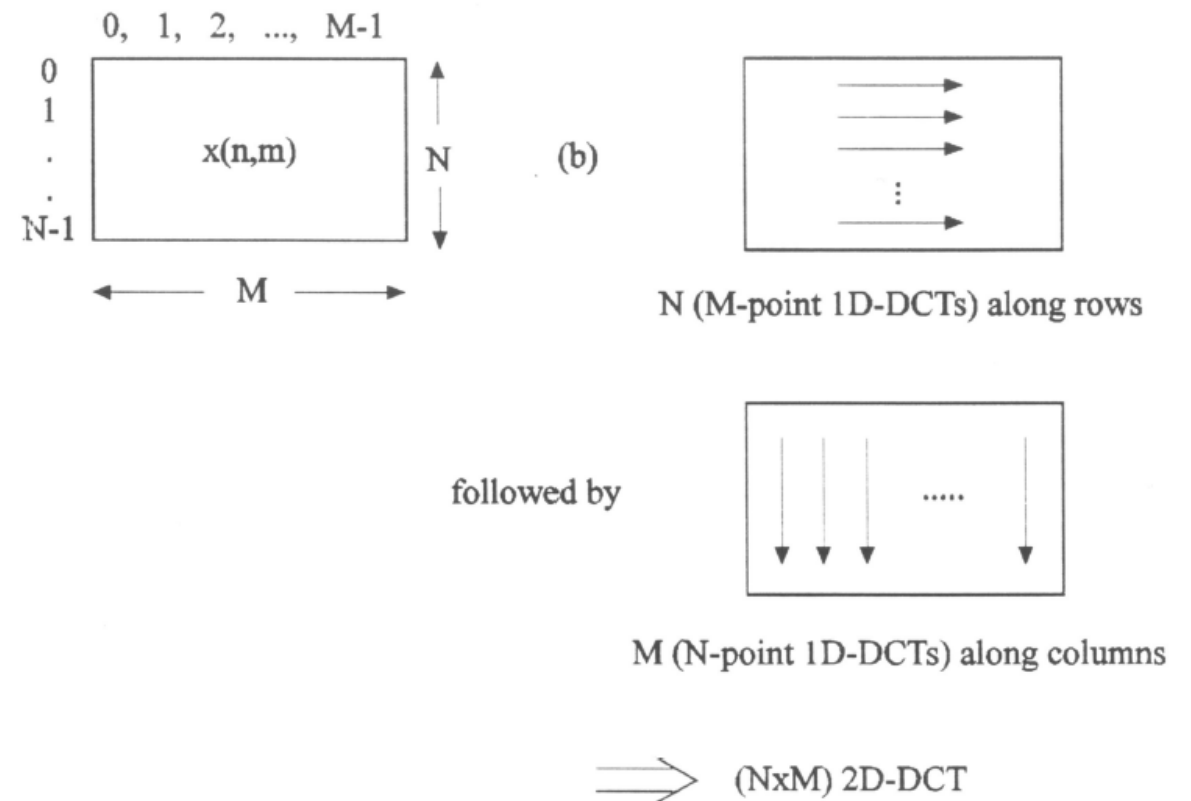 0, 1, 2, ..., M-1
0
1
.
.
N-1
x(n,m)
N
M
(b)
⋮
N (M-point 1D-DCTs) along rows
followed by
.....
M (N-point 1D-DCTs) along columns
(NxM) 2D-DCT